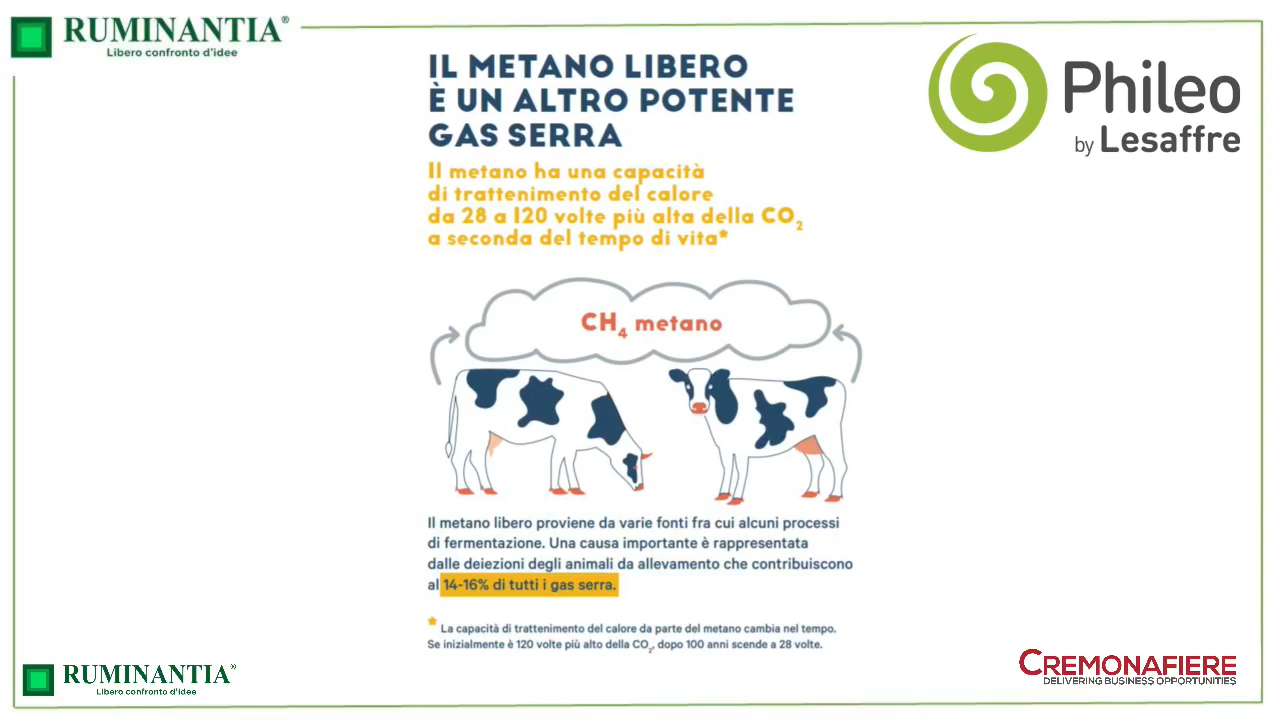 RUMINANTIA®
Libero confronto d'idee
Phileo
by Lesaffre
IL METANO LIBERO
È UN ALTRO POTENTE
GAS SERRA
Il metano ha una capacità
di trattenimento del calore
da 28 a 120 volte più alta della CO₂
a seconda del tempo di vita*
CH₄ metano
Il metano libero proviene da varie fonti fra cui alcuni processi
di fermentazione. Una causa importante è rappresentata
dalle deiezioni degli animali da allevamento che contribuiscono
al 14-16% di tutti i gas serra.
* La capacità di trattenimento del calore da parte del metano cambia nel tempo.
Se inizialmente è 120 volte più alto della CO₂, dopo 100 anni scende a 28 volte.
RUMINANTIA®
Libero confronto d'idee
CREMONAFIERE
DELIVERING BUSINESS OPPORTUNITIES